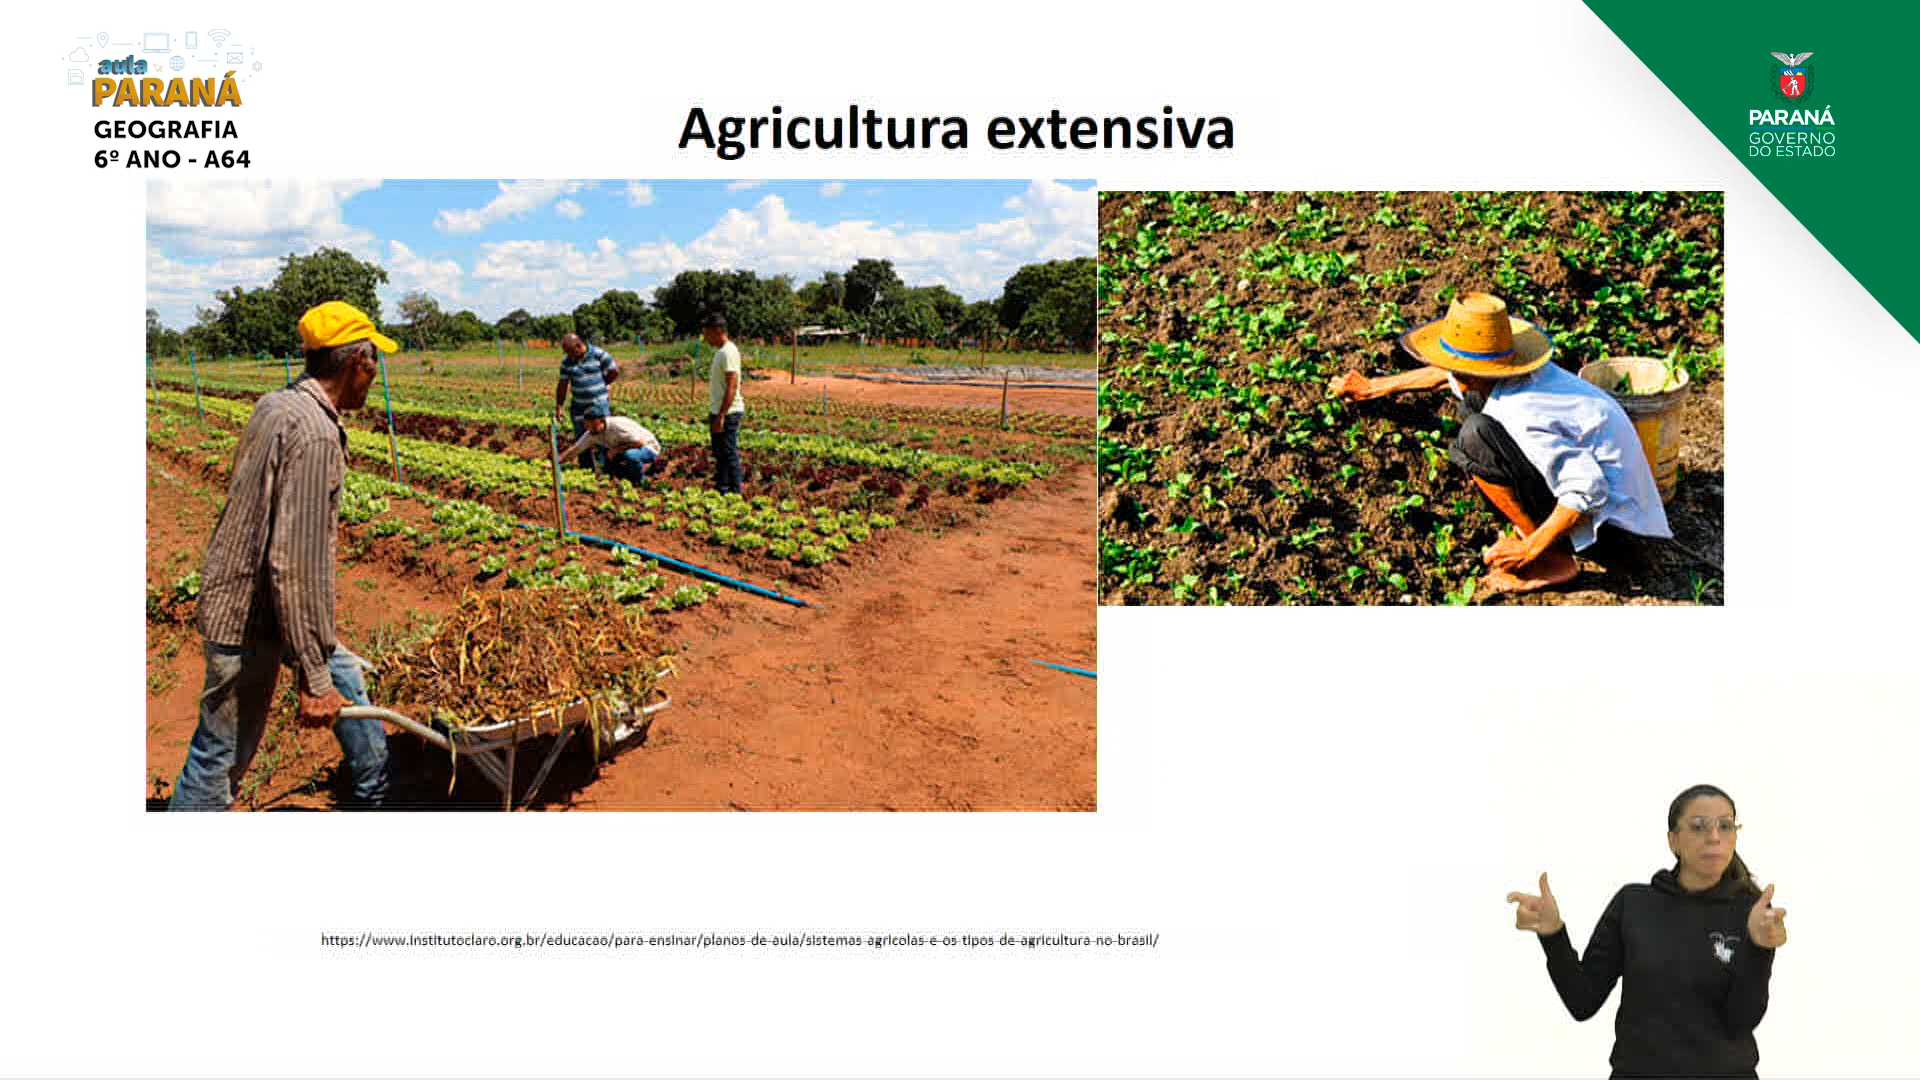 aula
PARANÁ
GEOGRAFIA
6º ANO - A64
PARANÁ
GOVERNO
DO ESTADO
Agricultura extensiva
https://www.institutoclaro.org.br/educacao/para-ensinar/planos-de-aula/sistemas-agricolas-e-os-tipos-de-agricultura-no-brasil/